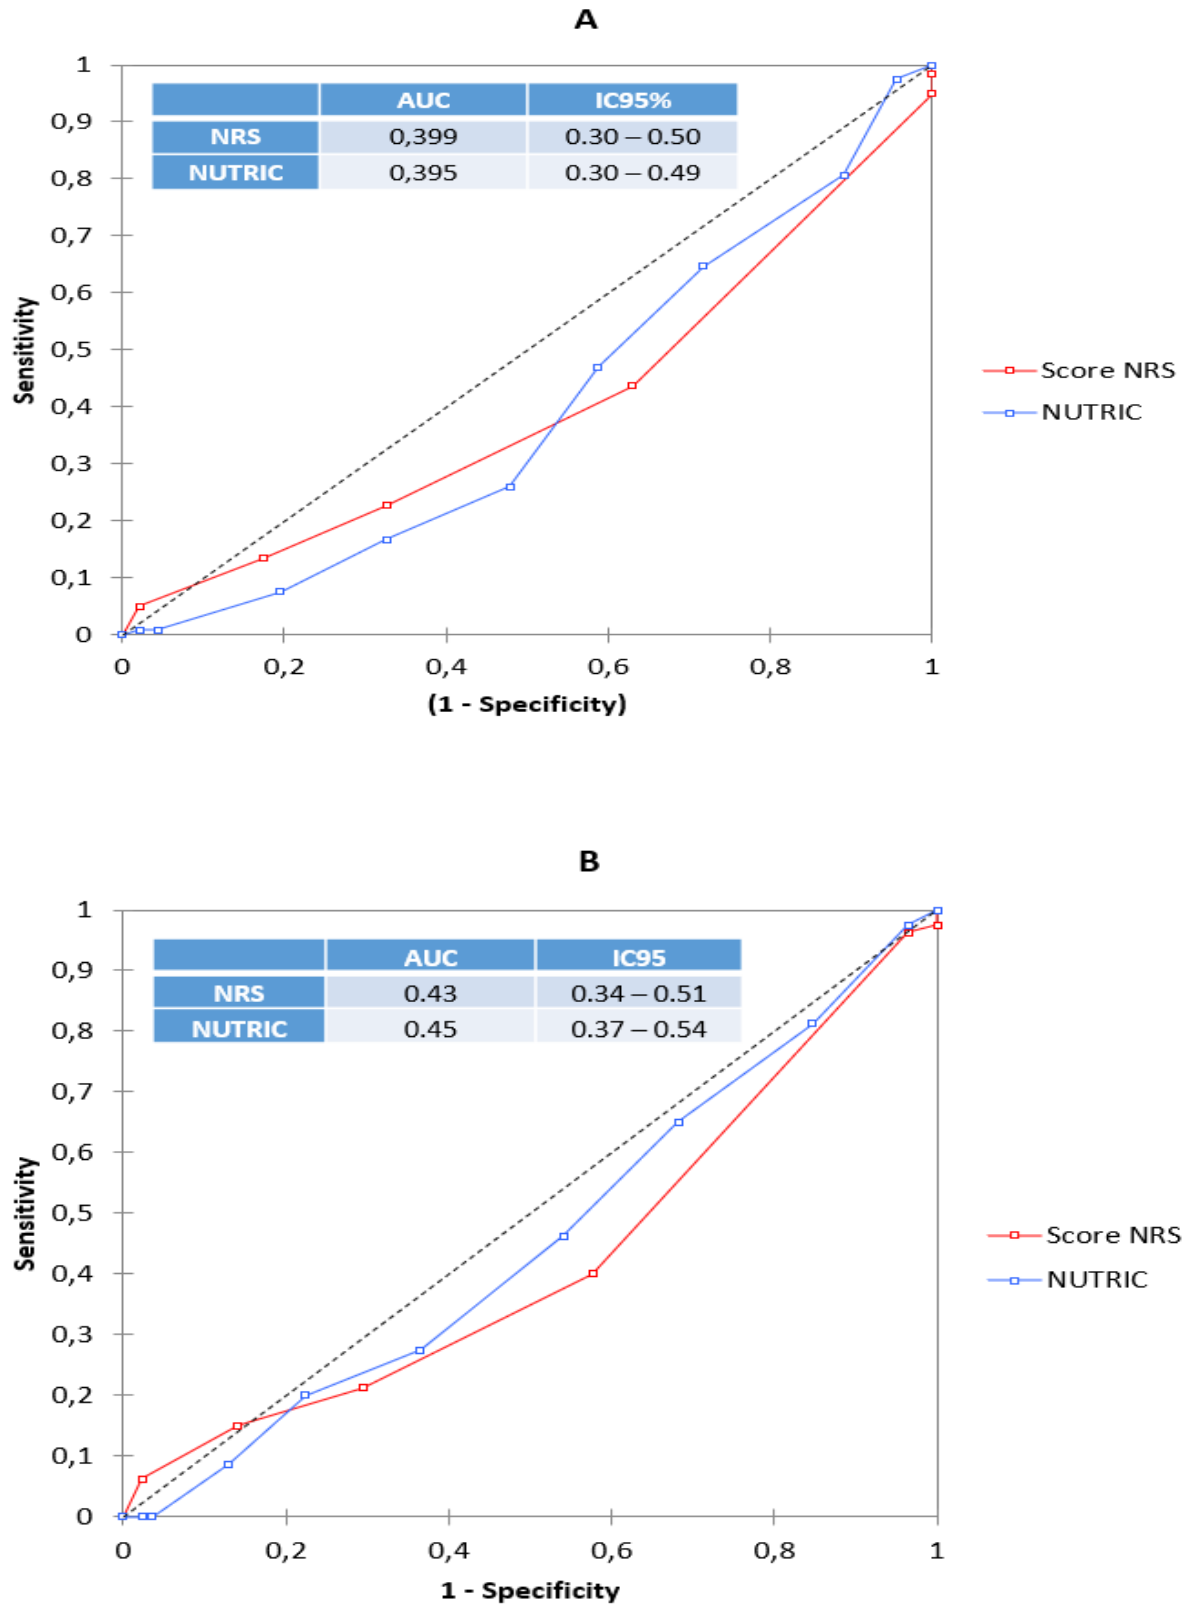 A
AUC IC95%
NRS 0,399 0.30 – 0.50
NUTRIC 0,395 0.30 – 0.49
1
0,9
0,8
0,7
0,6
0,5
0,4
0,3
0,2
0,1
0
Sensitivity
0 0,2 0,4 0,6 0,8 1
(1 - Specificity)
Score NRS
NUTRIC
B
AUC IC95
NRS 0.43 0.34 – 0.51
NUTRIC 0.45 0.37 – 0.54
1
0,9
0,8
0,7
0,6
0,5
0,4
0,3
0,2
0,1
0
Sensitivity
0 0,2 0,4 0,6 0,8 1
1 - Specificity
Score NRS
NUTRIC